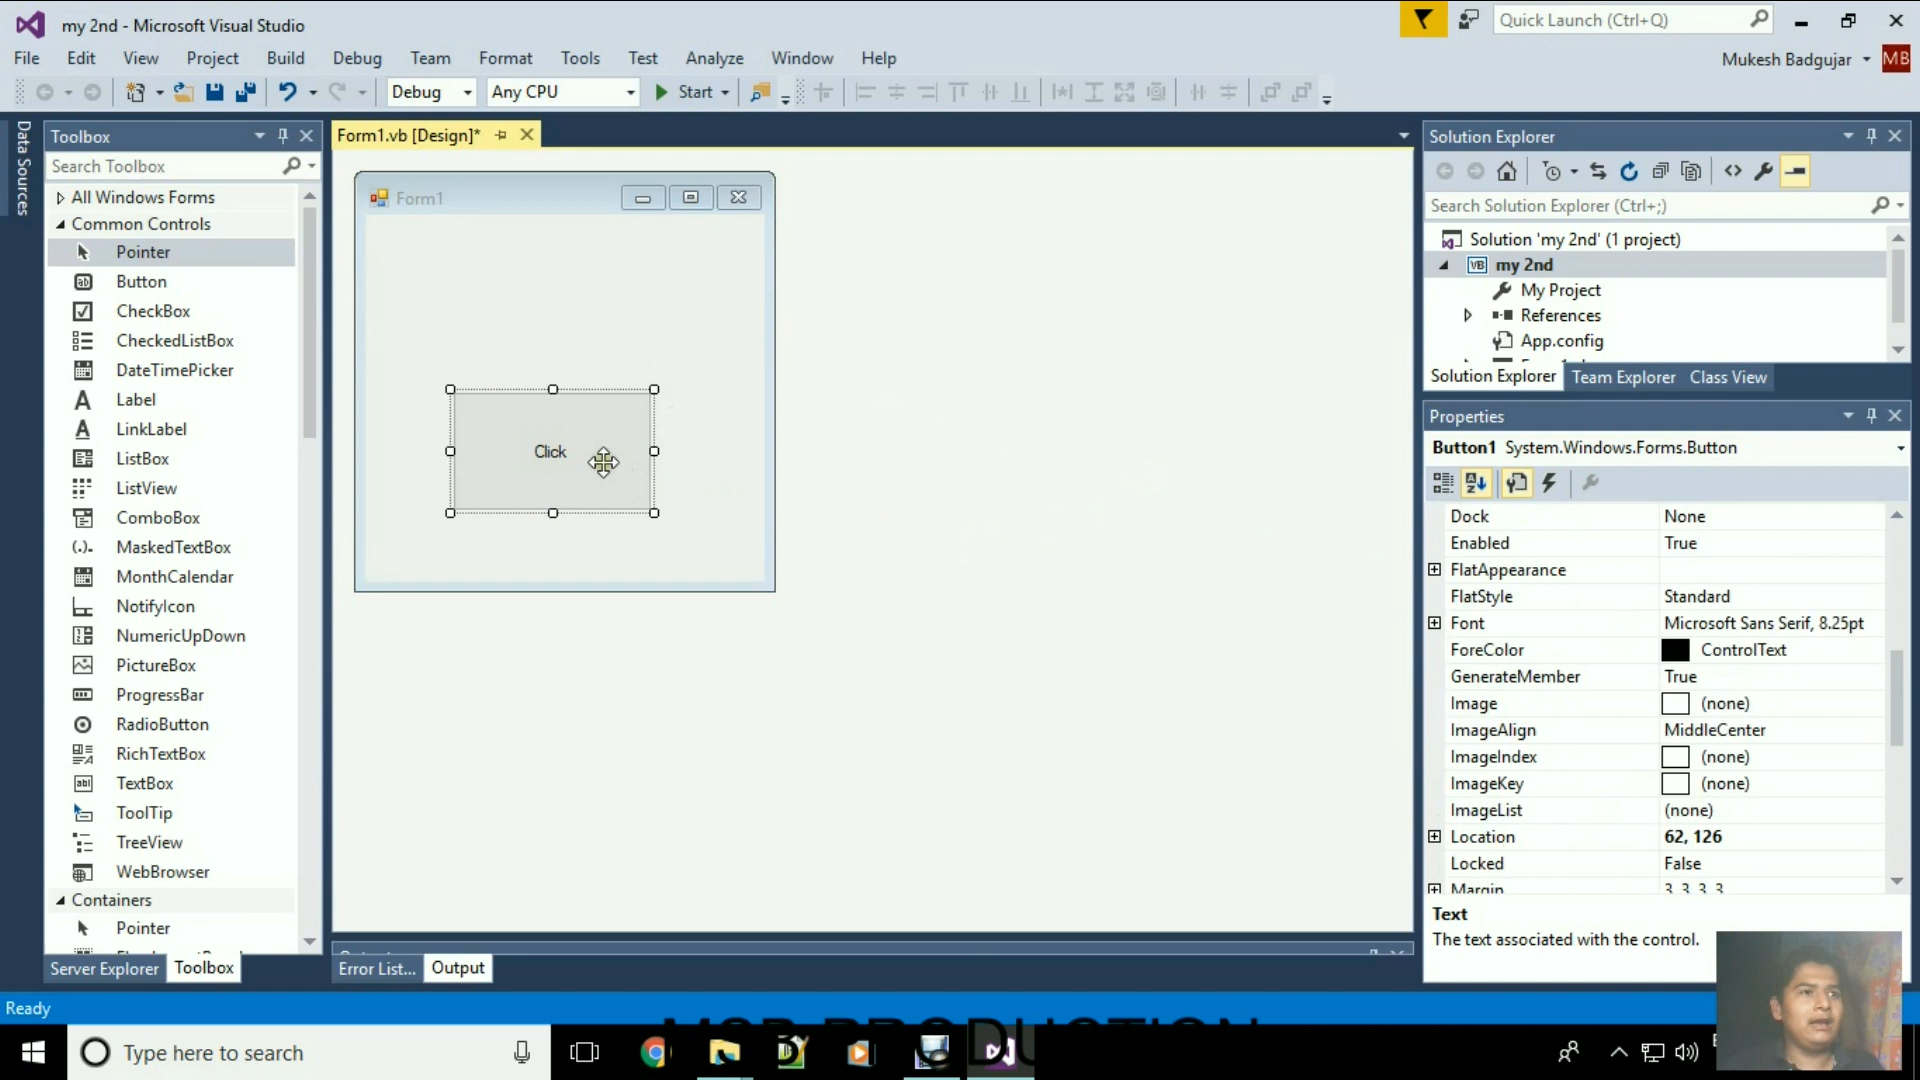 my 2nd - Microsoft Visual Studio
Quick Launch (Ctrl+Q)
File Edit View Project Build Debug Team Format Tools Test Analyze Window Help
Mukesh Badgujar
MB
Debug
Any CPU
Start
Data Sources
Toolbox
Search Toolbox
All Windows Forms
Common Controls
Pointer
Button
CheckBox
CheckedListBox
DateTimePicker
Label
LinkLabel
ListBox
ListView
ComboBox
MaskedTextBox
MonthCalendar
NotifyIcon
NumericUpDown
PictureBox
ProgressBar
RadioButton
RichTextBox
TextBox
ToolTip
TreeView
WebBrowser
Containers
Pointer
Server Explorer
Toolbox
Form1.vb [Design]*
Form1
Click
Error List...
Output
Solution Explorer
Search Solution Explorer (Ctrl+;)
Solution 'my 2nd' (1 project)
VB my 2nd
My Project
References
App.config
Solution Explorer
Team Explorer
Class View
Properties
Button1 System.Windows.Forms.Button
Dock None
Enabled True
FlatAppearance
FlatStyle Standard
Font Microsoft Sans Serif, 8.25pt
ForeColor ControlText
GenerateMember True
Image (none)
ImageAlign MiddleCenter
ImageIndex (none)
ImageKey (none)
ImageList (none)
Location 62, 126
Locked False
Margin 3, 3, 3, 3
Text
The text associated with the control.
Ready
Type here to search